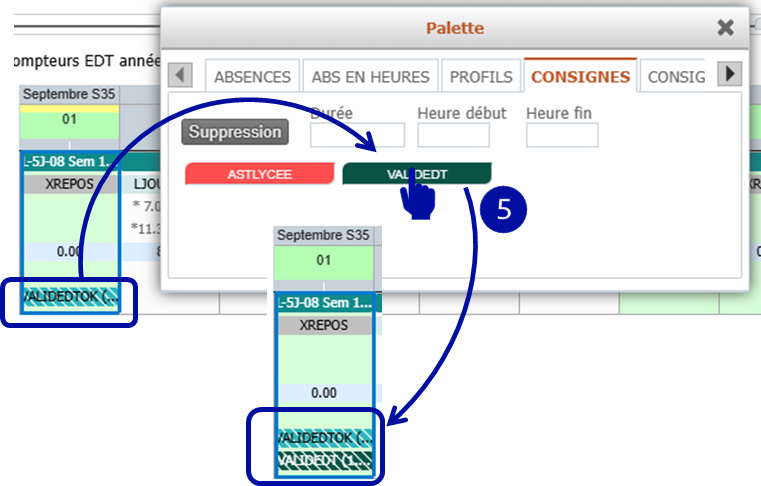 Palette
ompteurs EDT année
ABSENCES
ABS EN HEURES
PROFILS
CONSIGNES
CONSIG
Septembre S35
01
Durée
Heure début
Heure fin
Suppression
L-5J-08 Sem 1...
ASTLYCEE
VALIDEDT
XREPOS
LJOU
* 7.0
*11.3
5
0.00
8
VALIDEDTOK (...
Septembre S35
01
L-5J-08 Sem 1...
XREPOS
0.00
VALIDEDTOK (...
VALIDEDT (1...